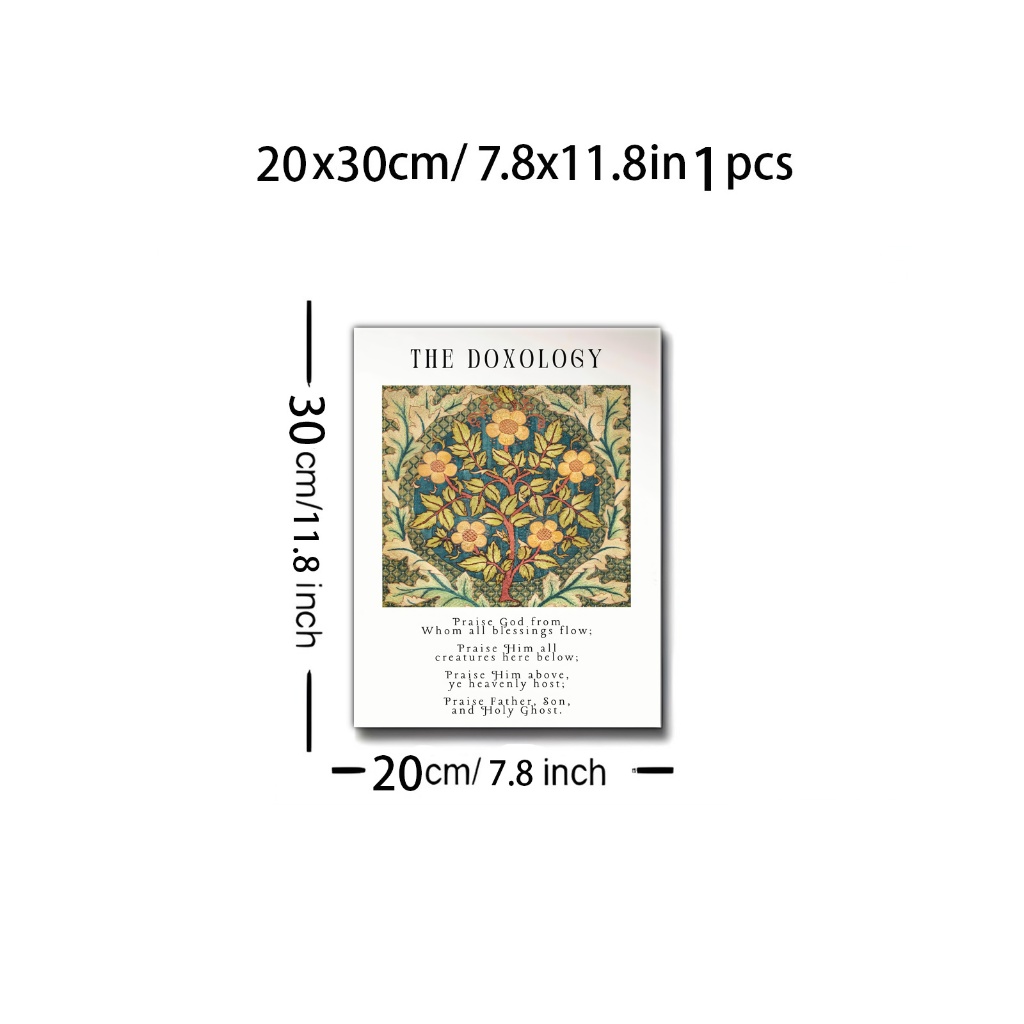 20x30cm/ 7.8x11.8in 1 pcs
30 cm/11.8 inch
THE DOXOLOGY
Praise God from
Whom all blessings flow;
Praise Him all
creatures here below;
Praise Him above,
ye heavenly host;
Praise Father, Son,
and Holy Ghost.
20cm/ 7.8 inch